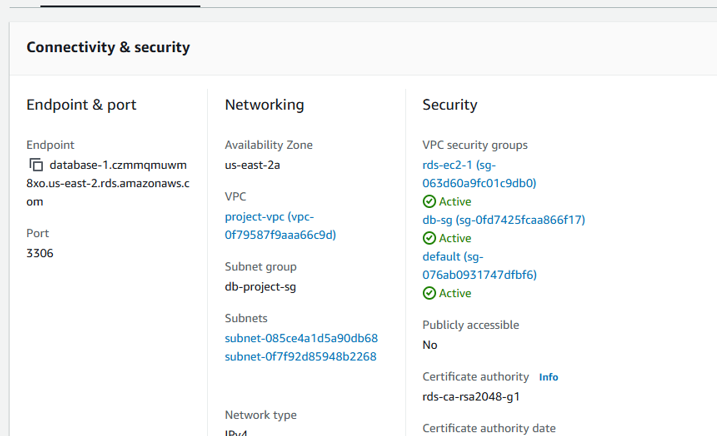 Connectivity & security
Endpoint & port
Endpoint
database-1.czmmqmuwm
8xo.us-east-2.rds.amazonaws.c
om
Port
3306
Networking
Availability Zone
us-east-2a
VPC
project-vpc (vpc-
0f79587f9aaa66c9d)
Subnet group
db-project-sg
Subnets
subnet-085ce4a1d5a90db68
subnet-0f7f92d85948b2268
Network type
IPv4
Security
VPC security groups
rds-ec2-1 (sg-
063d60a9fc01c9db0)
Active
db-sg (sg-0fd7425fcaa866f17)
Active
default (sg-
076ab0931747dfbf6)
Active
Publicly accessible
No
Certificate authority Info
rds-ca-rsa2048-g1
Certificate authority date